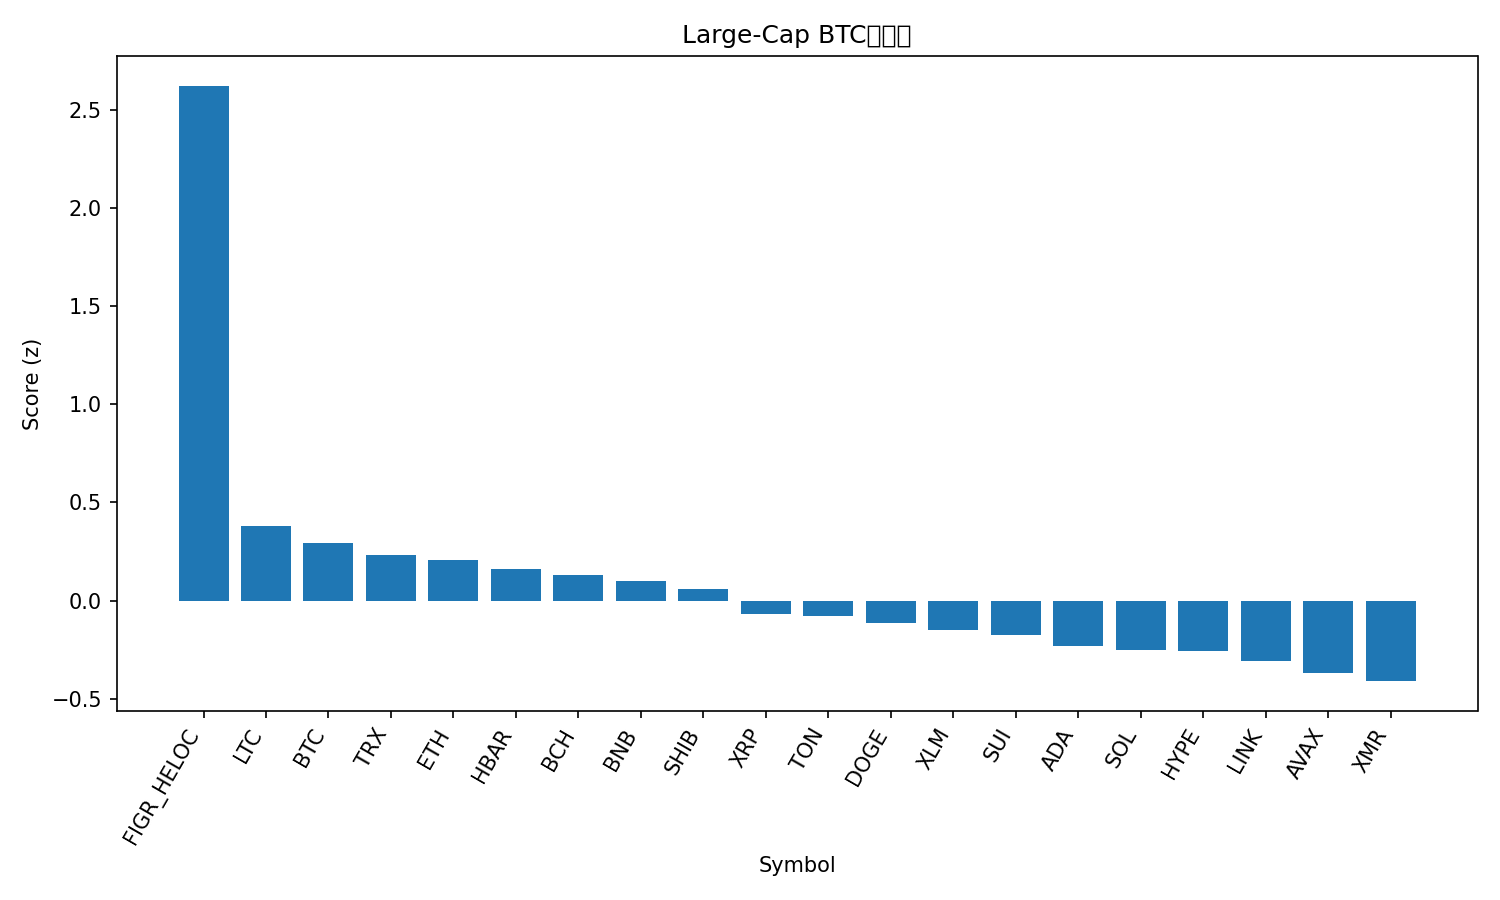 Large-Cap BTC
Score (z)
2.5
2.0
1.5
1.0
0.5
0.0
−0.5
FIGR_HELOC
LTC
BTC
TRX
ETH
HBAR
BCH
BNB
SHIB
XRP
TON
DOGE
XLM
SUI
ADA
SOL
HYPE
LINK
AVAX
XMR
Symbol